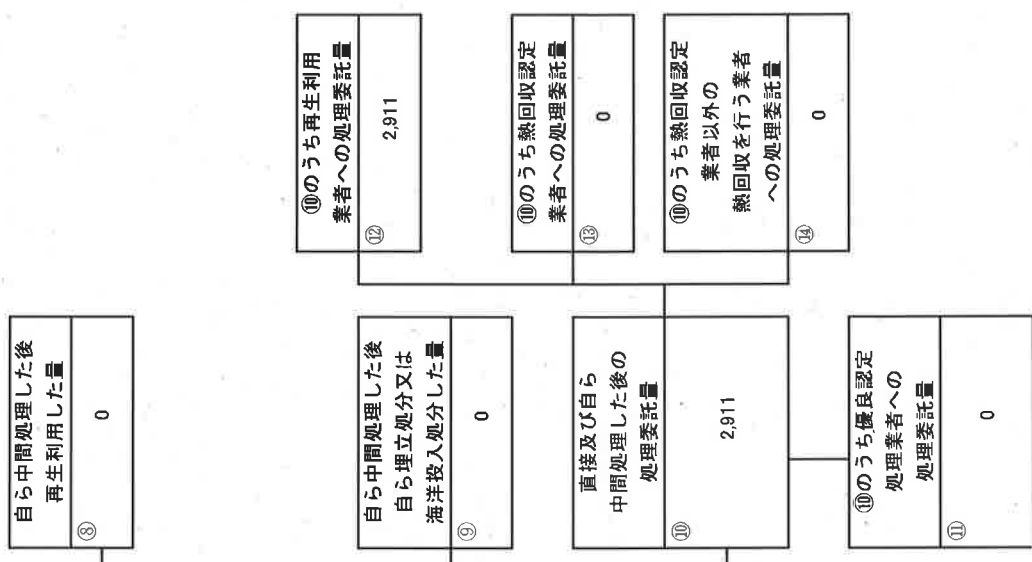 自ら中間処理した後
再生利用した量
⑧
0
自ら中間処理した後
自ら埋立処分又は
海洋投入処分した量
⑨
0
直接及び自ら
中間処理した後の
処理委託量
⑩
2,911
⑩のうち優良認定
処理業者への
処理委託量
⑪
0
⑩のうち再生利用
業者への処理委託量
⑫
2,911
⑩のうち熱回収認定
業者への処理委託量
⑬
0
⑩のうち熱回収認定
業者以外の
熱回収を行う業者
への処理委託量
⑭
0